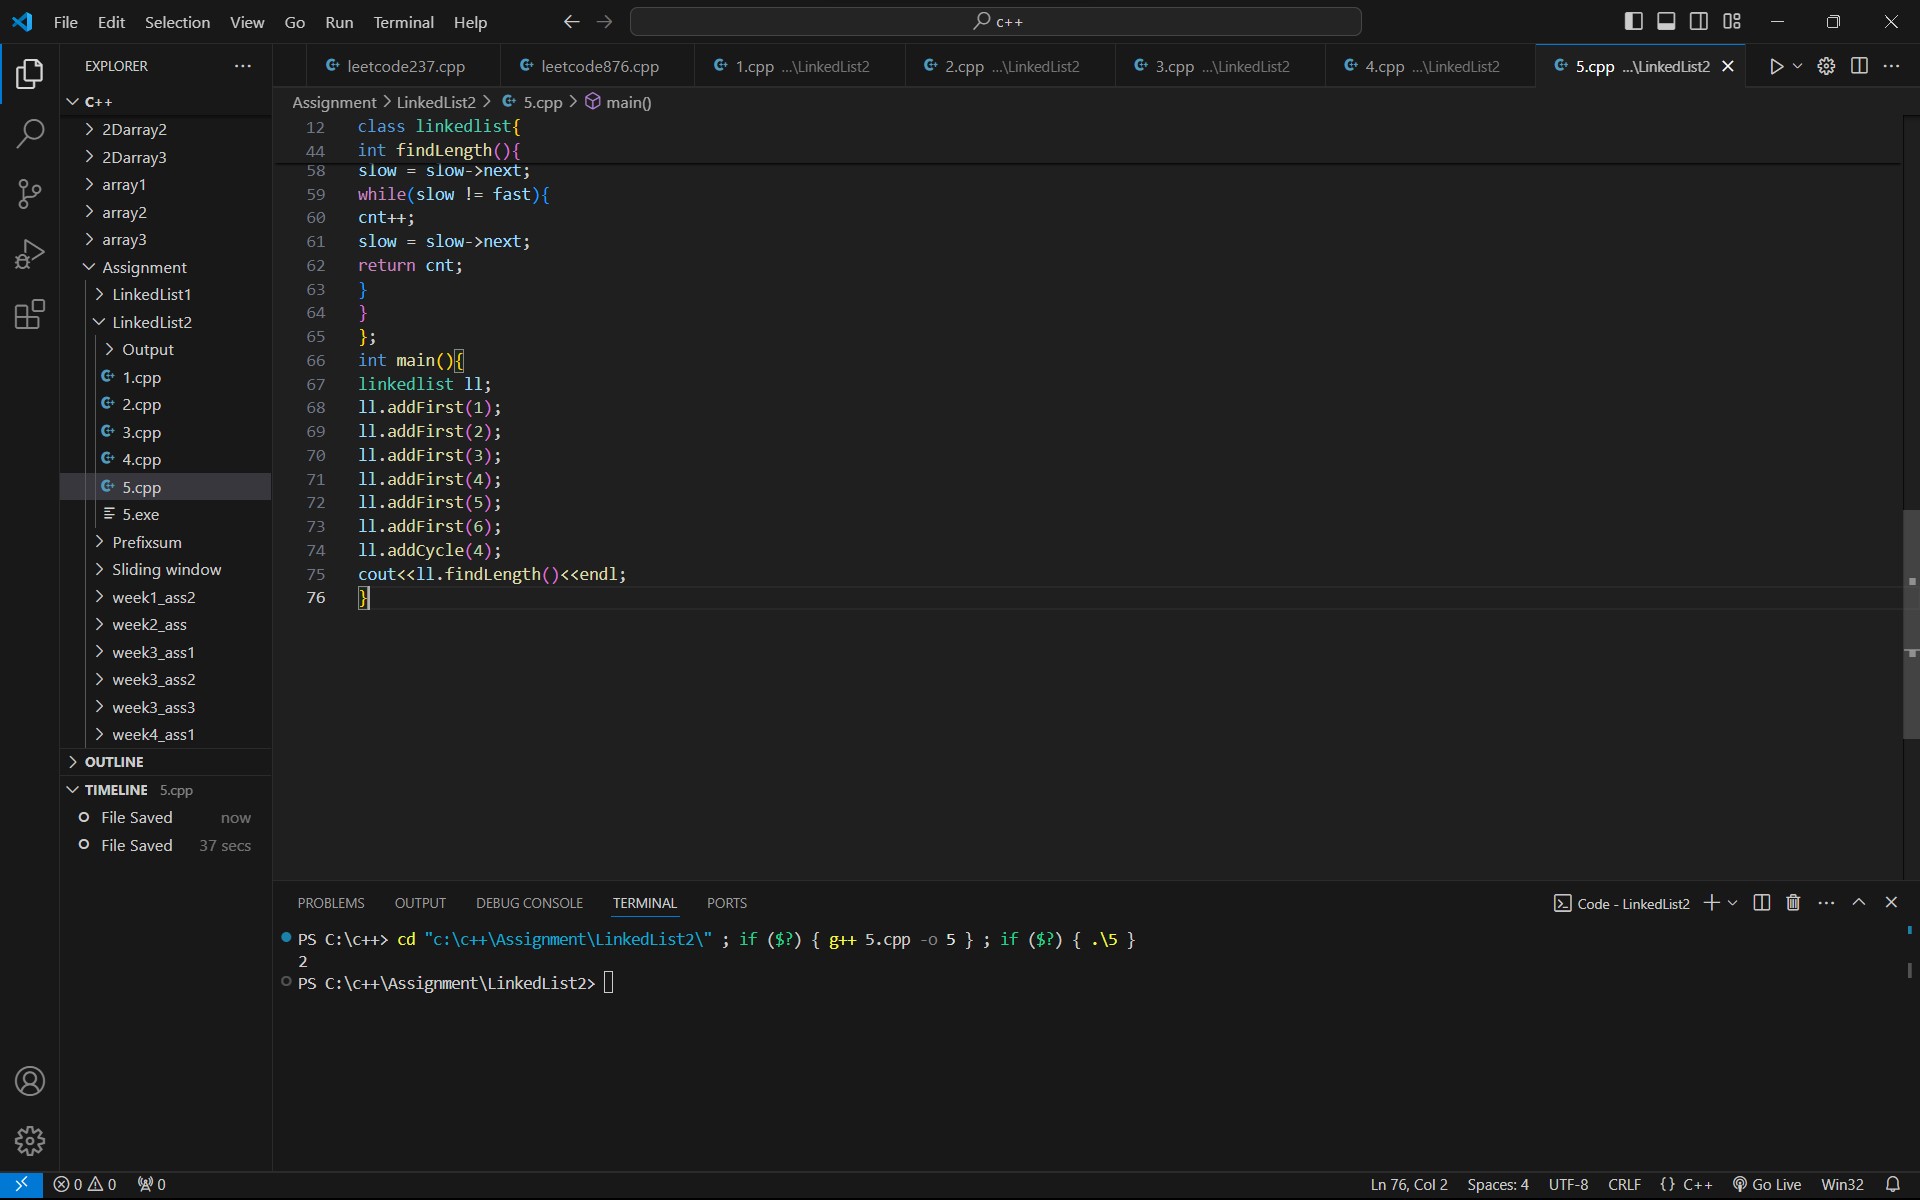 File Edit Selection View Go Run Terminal Help
c++
EXPLORER
C++
2Darray2
2Darray3
array1
array2
array3
Assignment
LinkedList1
LinkedList2
Output
1.cpp
2.cpp
3.cpp
4.cpp
5.cpp
5.exe
Prefixsum
Sliding window
week1_ass2
week2_ass
week3_ass1
week3_ass2
week3_ass3
week4_ass1
OUTLINE
TIMELINE 5.cpp
File Saved now
File Saved 37 secs
leetcode237.cpp leetcode876.cpp 1.cpp ...\LinkedList2 2.cpp ...\LinkedList2 3.cpp ...\LinkedList2 4.cpp ...\LinkedList2 5.cpp ...\LinkedList2
Assignment > LinkedList2 > 5.cpp > main()
12 class linkedlist{
44 int findLength(){
58 slow = slow->next;
59 while(slow != fast){
60 cnt++;
61 slow = slow->next;
62 return cnt;
63 }
64 }
65 };
66 int main(){
67 linkedlist ll;
68 ll.addFirst(1);
69 ll.addFirst(2);
70 ll.addFirst(3);
71 ll.addFirst(4);
72 ll.addFirst(5);
73 ll.addFirst(6);
74 ll.addCycle(4);
75 cout<<ll.findLength()<<endl;
76 }
PROBLEMS OUTPUT DEBUG CONSOLE TERMINAL PORTS
Code - LinkedList2
PS C:\c++> cd "c:\c++\Assignment\LinkedList2\" ; if ($?) { g++ 5.cpp -o 5 } ; if ($?) { .\5 }
2
PS C:\c++\Assignment\LinkedList2>
0 0 0
Ln 76, Col 2 Spaces: 4 UTF-8 CRLF {} C++ Go Live Win32